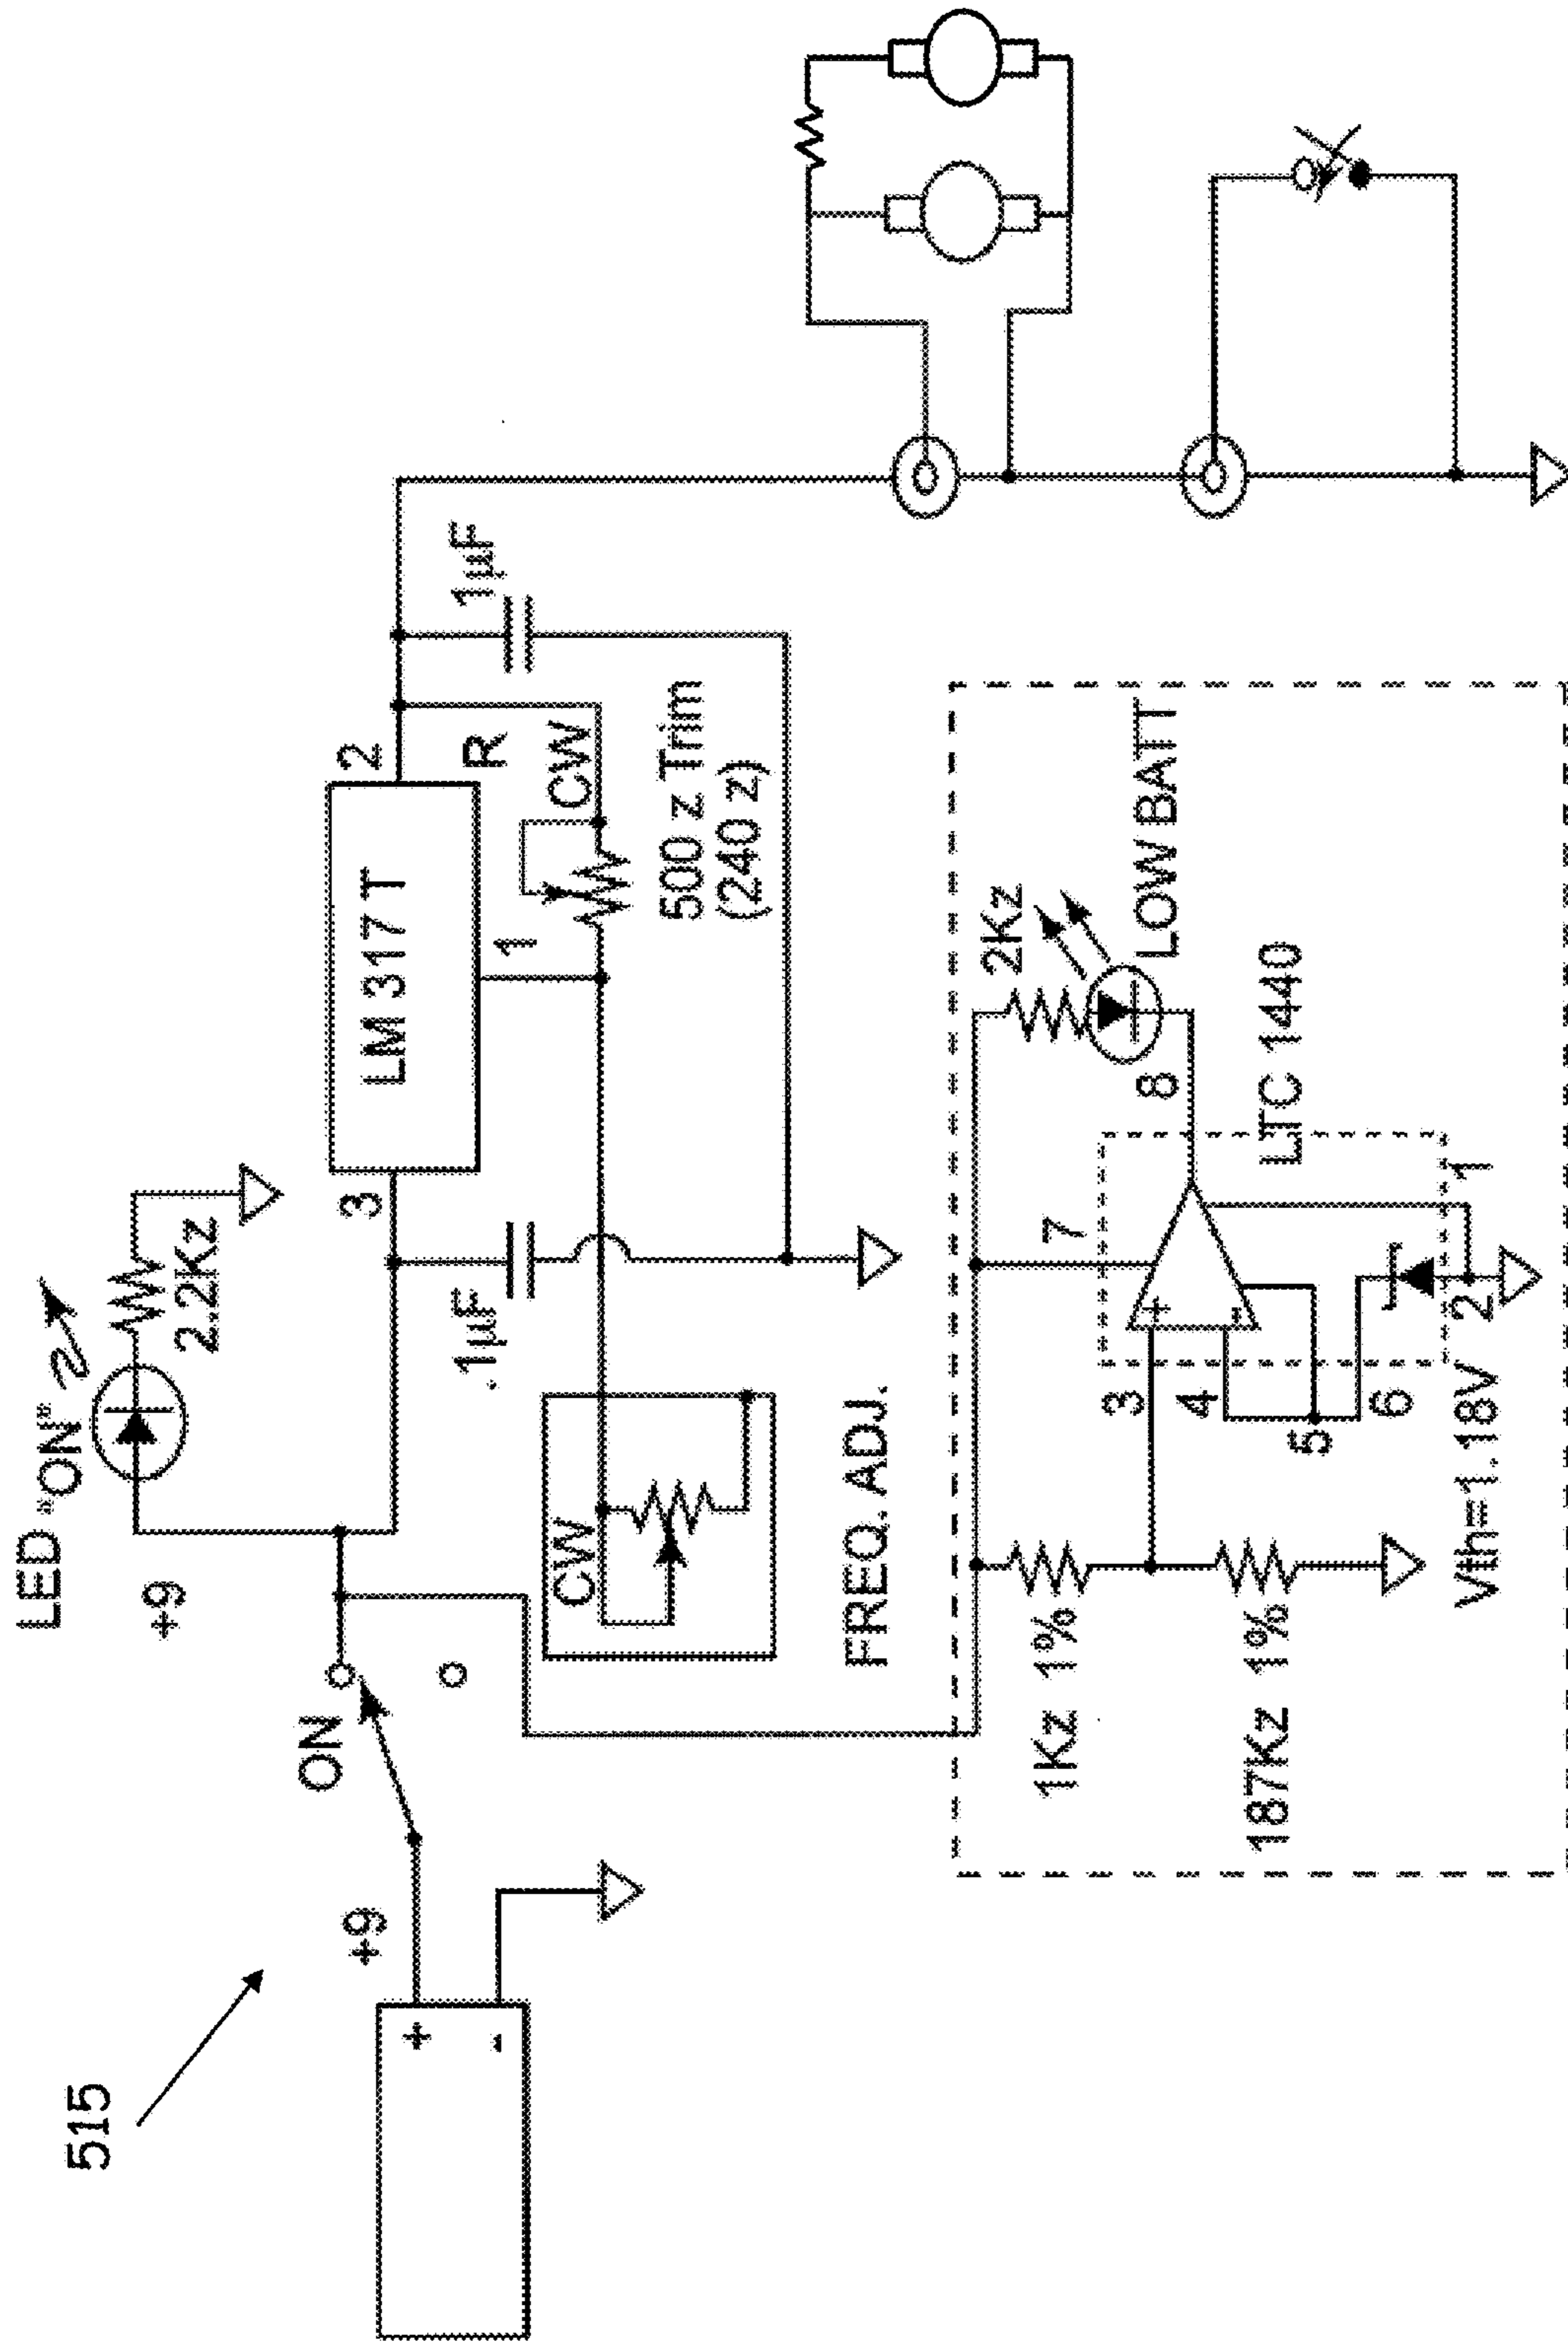 515
+9
ON
LED "ON"
+9
2.2Kz
3
LM 317 T
2
1
R
CW
500 z Trim
(240 z)
1µF
.1µF
CW
FREQ. ADJ.
+
-
1Kz 1%
187Kz 1%
3
4
5
6
7
8
+
-
2Kz
LOW BATT
LTC 1440
1
2
Vth=1.18V